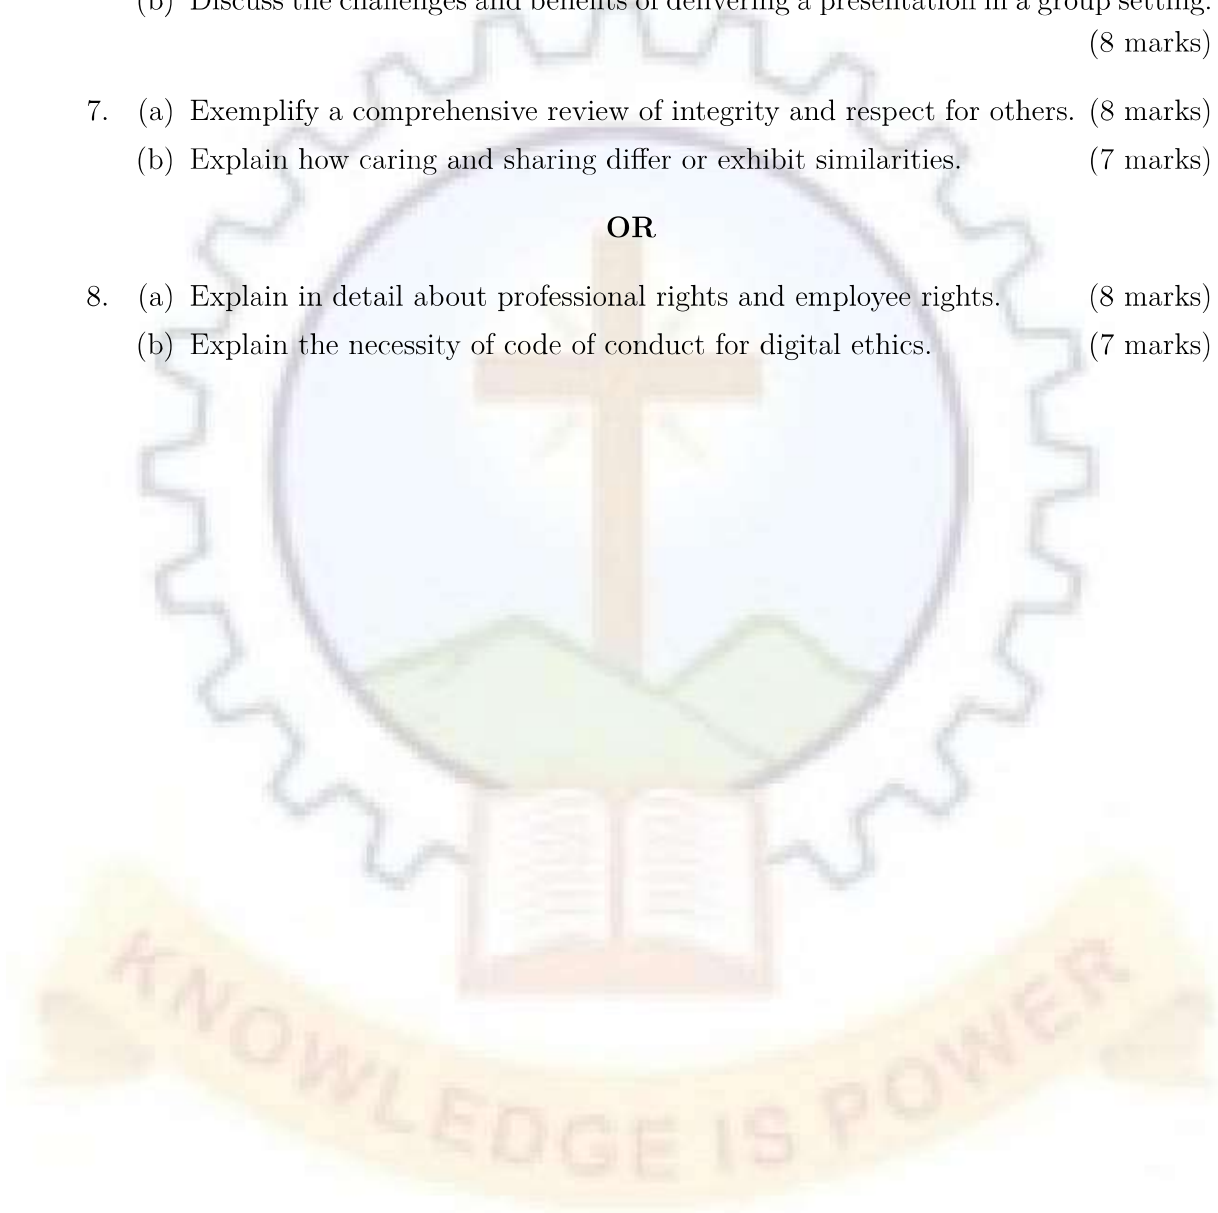 (b) Discuss the challenges and benefits of delivering a presentation in a group setting.
(8 marks)
7. (a) Exemplify a comprehensive review of integrity and respect for others. (8 marks)
(b) Explain how caring and sharing differ or exhibit similarities. (7 marks)
OR
8. (a) Explain in detail about professional rights and employee rights. (8 marks)
(b) Explain the necessity of code of conduct for digital ethics. (7 marks)
KNOWLEDGE IS POWER